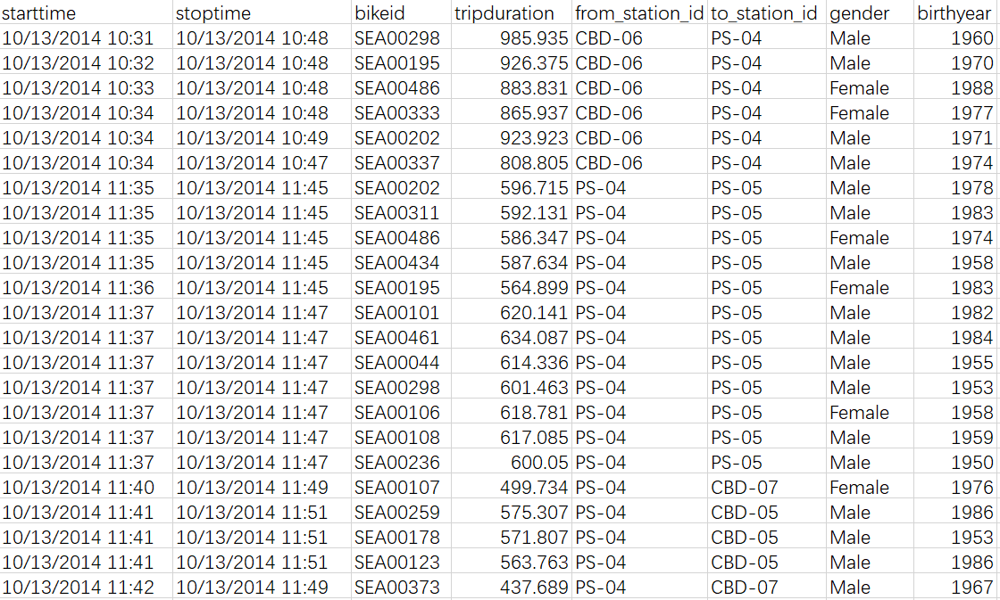 starttime stoptime bikeid tripduration from_station_id to_station_id gender birthyear
10/13/2014 10:31 10/13/2014 10:48 SEA00298 985.935 CBD-06 PS-04 Male 1960
10/13/2014 10:32 10/13/2014 10:48 SEA00195 926.375 CBD-06 PS-04 Male 1970
10/13/2014 10:33 10/13/2014 10:48 SEA00486 883.831 CBD-06 PS-04 Female 1988
10/13/2014 10:34 10/13/2014 10:48 SEA00333 865.937 CBD-06 PS-04 Female 1977
10/13/2014 10:34 10/13/2014 10:49 SEA00202 923.923 CBD-06 PS-04 Male 1971
10/13/2014 10:34 10/13/2014 10:47 SEA00337 808.805 CBD-06 PS-04 Male 1974
10/13/2014 11:35 10/13/2014 11:45 SEA00202 596.715 PS-04 PS-05 Male 1978
10/13/2014 11:35 10/13/2014 11:45 SEA00311 592.131 PS-04 PS-05 Male 1983
10/13/2014 11:35 10/13/2014 11:45 SEA00486 586.347 PS-04 PS-05 Female 1974
10/13/2014 11:35 10/13/2014 11:45 SEA00434 587.634 PS-04 PS-05 Male 1958
10/13/2014 11:36 10/13/2014 11:45 SEA00195 564.899 PS-04 PS-05 Female 1983
10/13/2014 11:37 10/13/2014 11:47 SEA00101 620.141 PS-04 PS-05 Male 1982
10/13/2014 11:37 10/13/2014 11:47 SEA00461 634.087 PS-04 PS-05 Male 1984
10/13/2014 11:37 10/13/2014 11:47 SEA00044 614.336 PS-04 PS-05 Male 1955
10/13/2014 11:37 10/13/2014 11:47 SEA00298 601.463 PS-04 PS-05 Male 1953
10/13/2014 11:37 10/13/2014 11:47 SEA00106 618.781 PS-04 PS-05 Female 1958
10/13/2014 11:37 10/13/2014 11:47 SEA00108 617.085 PS-04 PS-05 Male 1959
10/13/2014 11:37 10/13/2014 11:47 SEA00236 600.05 PS-04 PS-05 Male 1950
10/13/2014 11:40 10/13/2014 11:49 SEA00107 499.734 PS-04 CBD-07 Female 1976
10/13/2014 11:41 10/13/2014 11:51 SEA00259 575.307 PS-04 CBD-05 Male 1986
10/13/2014 11:41 10/13/2014 11:51 SEA00178 571.807 PS-04 CBD-05 Male 1953
10/13/2014 11:41 10/13/2014 11:51 SEA00123 563.763 PS-04 CBD-05 Male 1986
10/13/2014 11:42 10/13/2014 11:49 SEA00373 437.689 PS-04 CBD-07 Male 1967